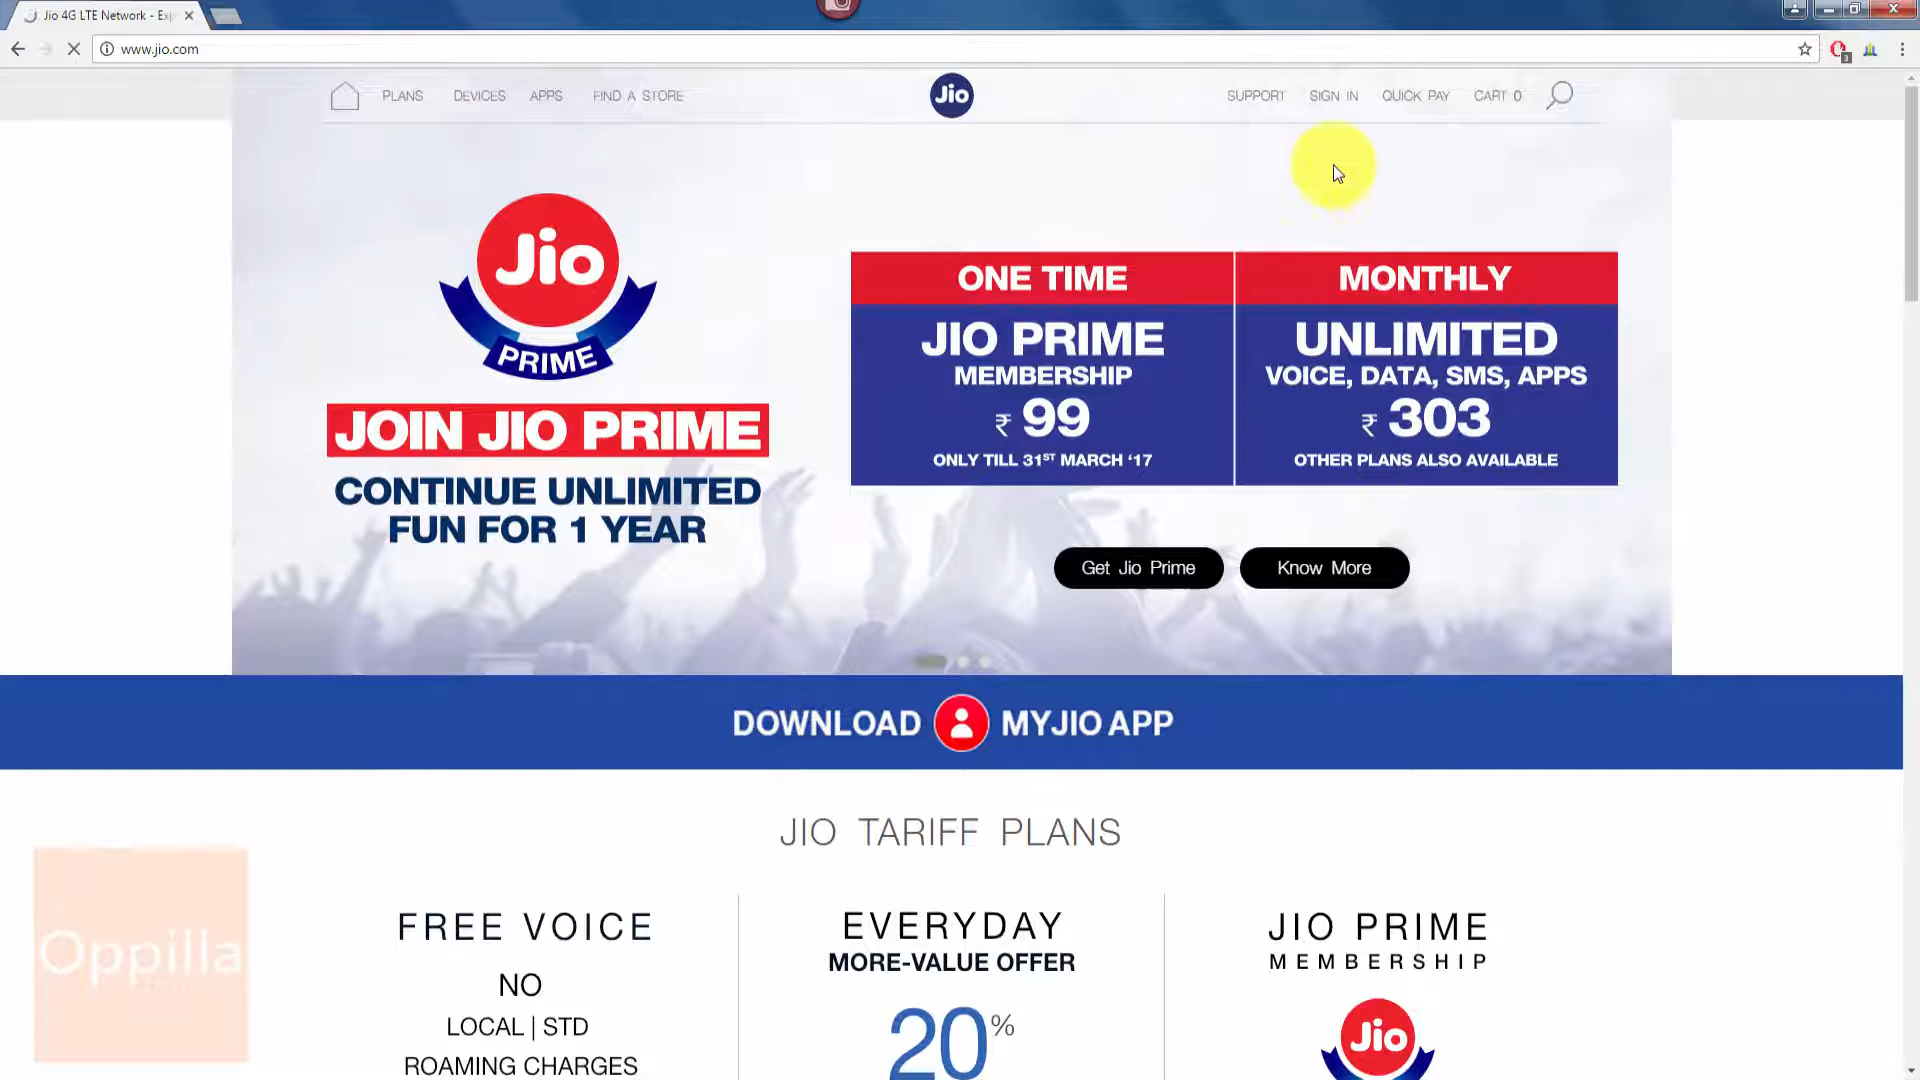 Jio 4G LTE Network - Exp
www.jio.com
3
PLANS DEVICES APPS FIND A STORE Jio SUPPORT SIGN IN QUICK PAY CART 0
Jio
PRIME
JOIN JIO PRIME
CONTINUE UNLIMITED
FUN FOR 1 YEAR
ONE TIME
JIO PRIME
MEMBERSHIP
₹ 99
ONLY TILL 31ST MARCH ‘17
MONTHLY
UNLIMITED
VOICE, DATA, SMS, APPS
₹ 303
OTHER PLANS ALSO AVAILABLE
Get Jio Prime
Know More
DOWNLOAD MYJIO APP
JIO TARIFF PLANS
FREE VOICE
NO
LOCAL | STD
ROAMING CHARGES
EVERYDAY
MORE-VALUE OFFER
20%
JIO PRIME
MEMBERSHIP
Jio
Oppilla